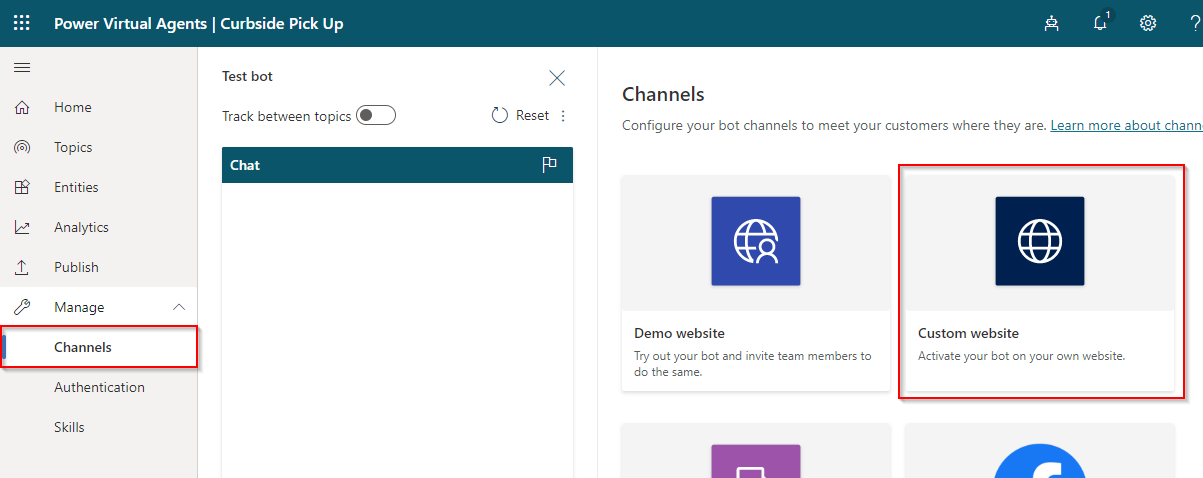 Power Virtual Agents | Curbside Pick Up
1
?
Home
Topics
Entities
Analytics
Publish
Manage
Channels
Authentication
Skills
Test bot
Track between topics
Reset
Chat
Channels
Configure your bot channels to meet your customers where they are. Learn more about chann
Demo website
Try out your bot and invite team members to
do the same.
Custom website
Activate your bot on your own website.